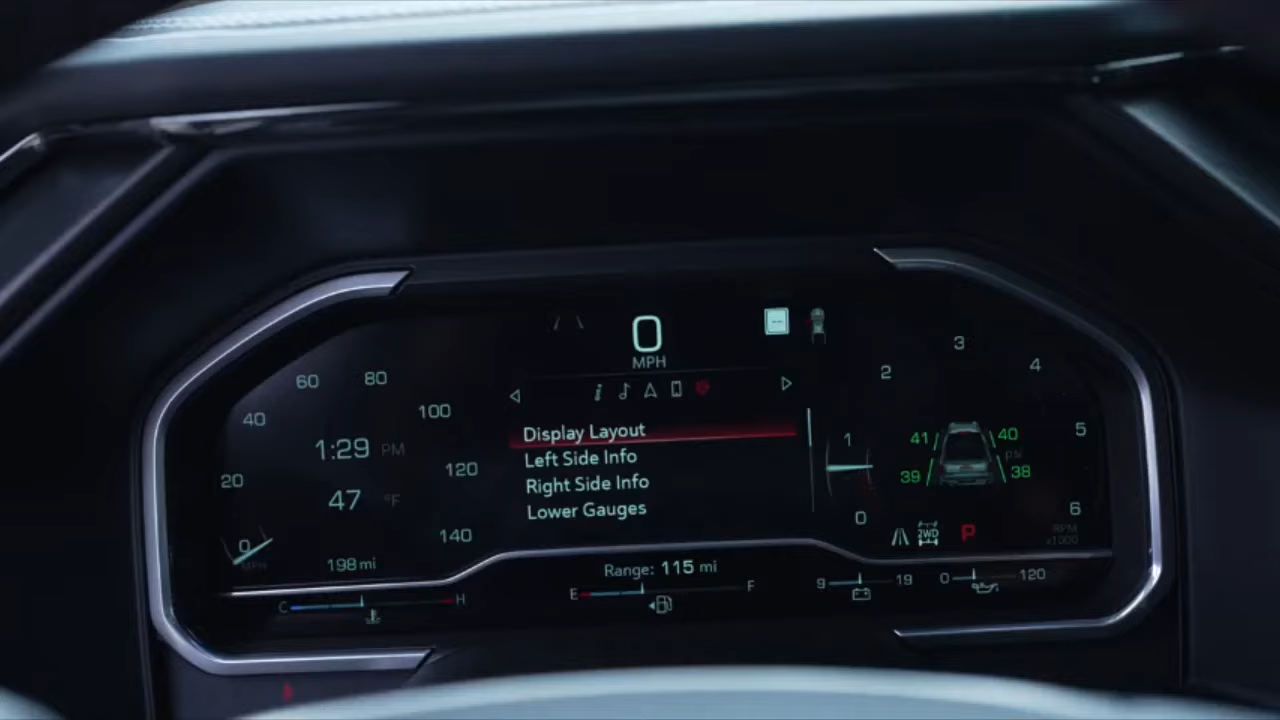 0
MPH
60 80
40
100
1:29 PM
120
20
47 °F
0
MPH
140
198 mi
C H
Display Layout
Left Side Info
Right Side Info
Lower Gauges
Range: 115 mi
E F
3
2 4
1 5
41 40
psi
39 38
0 6
2WD P
RPM
x1000
9 19
0 120